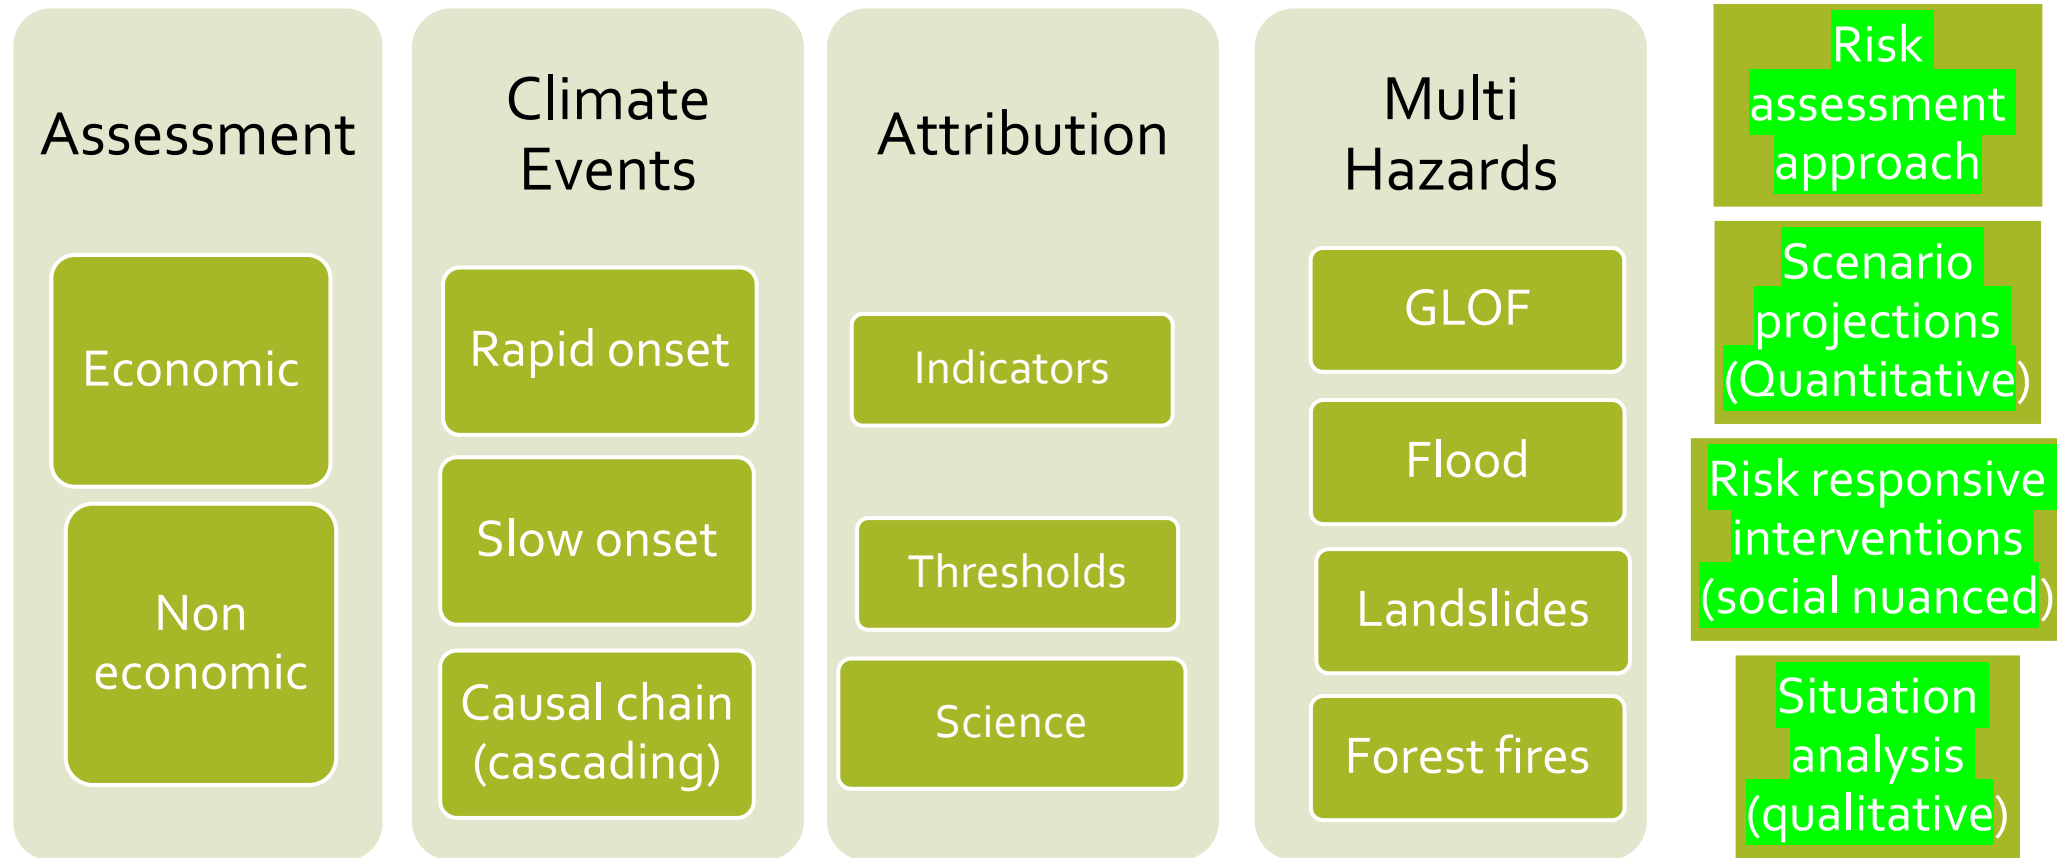 Assessment
Economic
Non
economic
Climate
Events
Rapid onset
Slow onset
Causal chain
(cascading)
Attribution
Indicators
Thresholds
Science
Multi
Hazards
GLOF
Flood
Landslides
Forest fires
Risk
assessment
approach
Scenario
projections
(Quantitative)
Risk responsive
interventions
(social nuanced)
Situation
analysis
(qualitative)